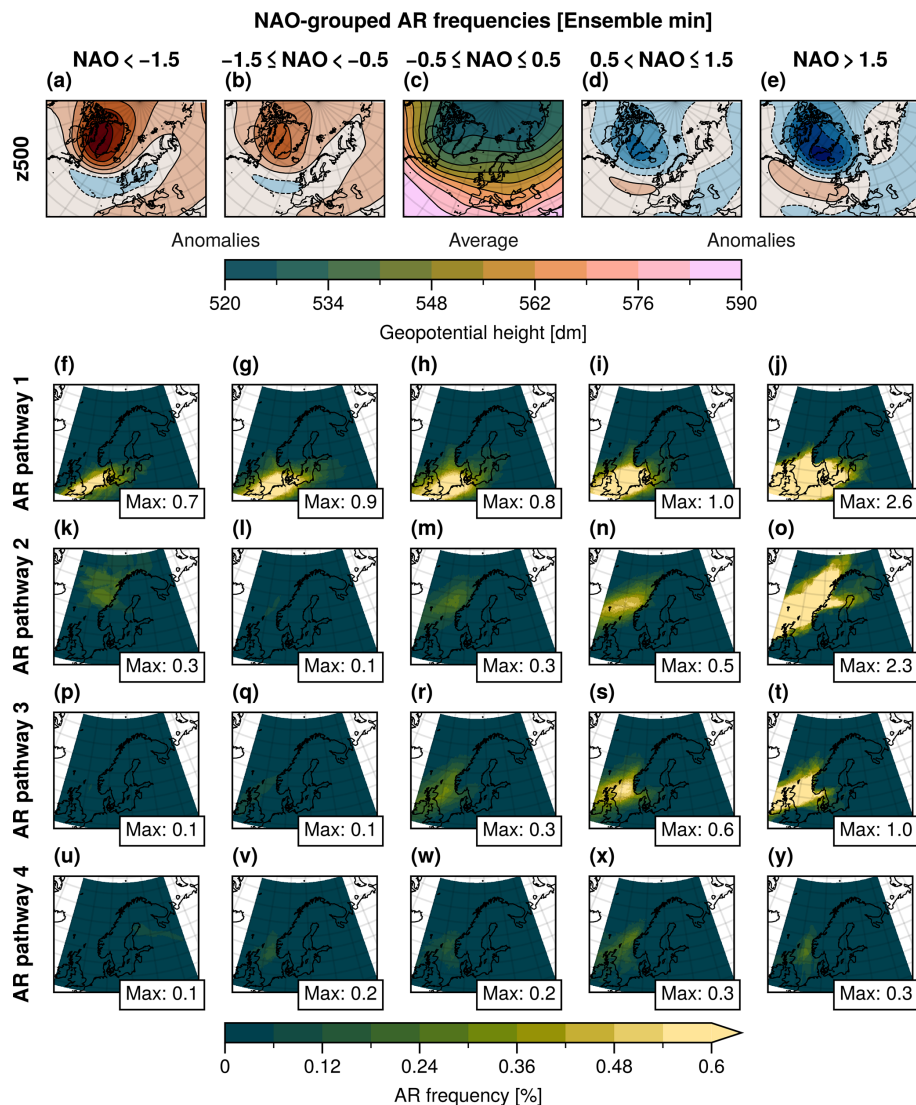 NAO-grouped AR frequencies [Ensemble min]
NAO < −1.5
−1.5 ≤ NAO < −0.5
−0.5 ≤ NAO ≤ 0.5
0.5 < NAO ≤ 1.5
NAO > 1.5
(a)
(b)
(c)
(d)
(e)
z500
Anomalies
Average
Anomalies
520
534
548
562
576
590
Geopotential height [dm]
AR pathway 1
(f)
(g)
(h)
(i)
(j)
Max: 0.7
Max: 0.9
Max: 0.8
Max: 1.0
Max: 2.6
AR pathway 2
(k)
(l)
(m)
(n)
(o)
Max: 0.3
Max: 0.1
Max: 0.3
Max: 0.5
Max: 2.3
AR pathway 3
(p)
(q)
(r)
(s)
(t)
Max: 0.1
Max: 0.1
Max: 0.3
Max: 0.6
Max: 1.0
AR pathway 4
(u)
(v)
(w)
(x)
(y)
Max: 0.1
Max: 0.2
Max: 0.2
Max: 0.3
Max: 0.3
0
0.12
0.24
0.36
0.48
0.6
AR frequency [%]